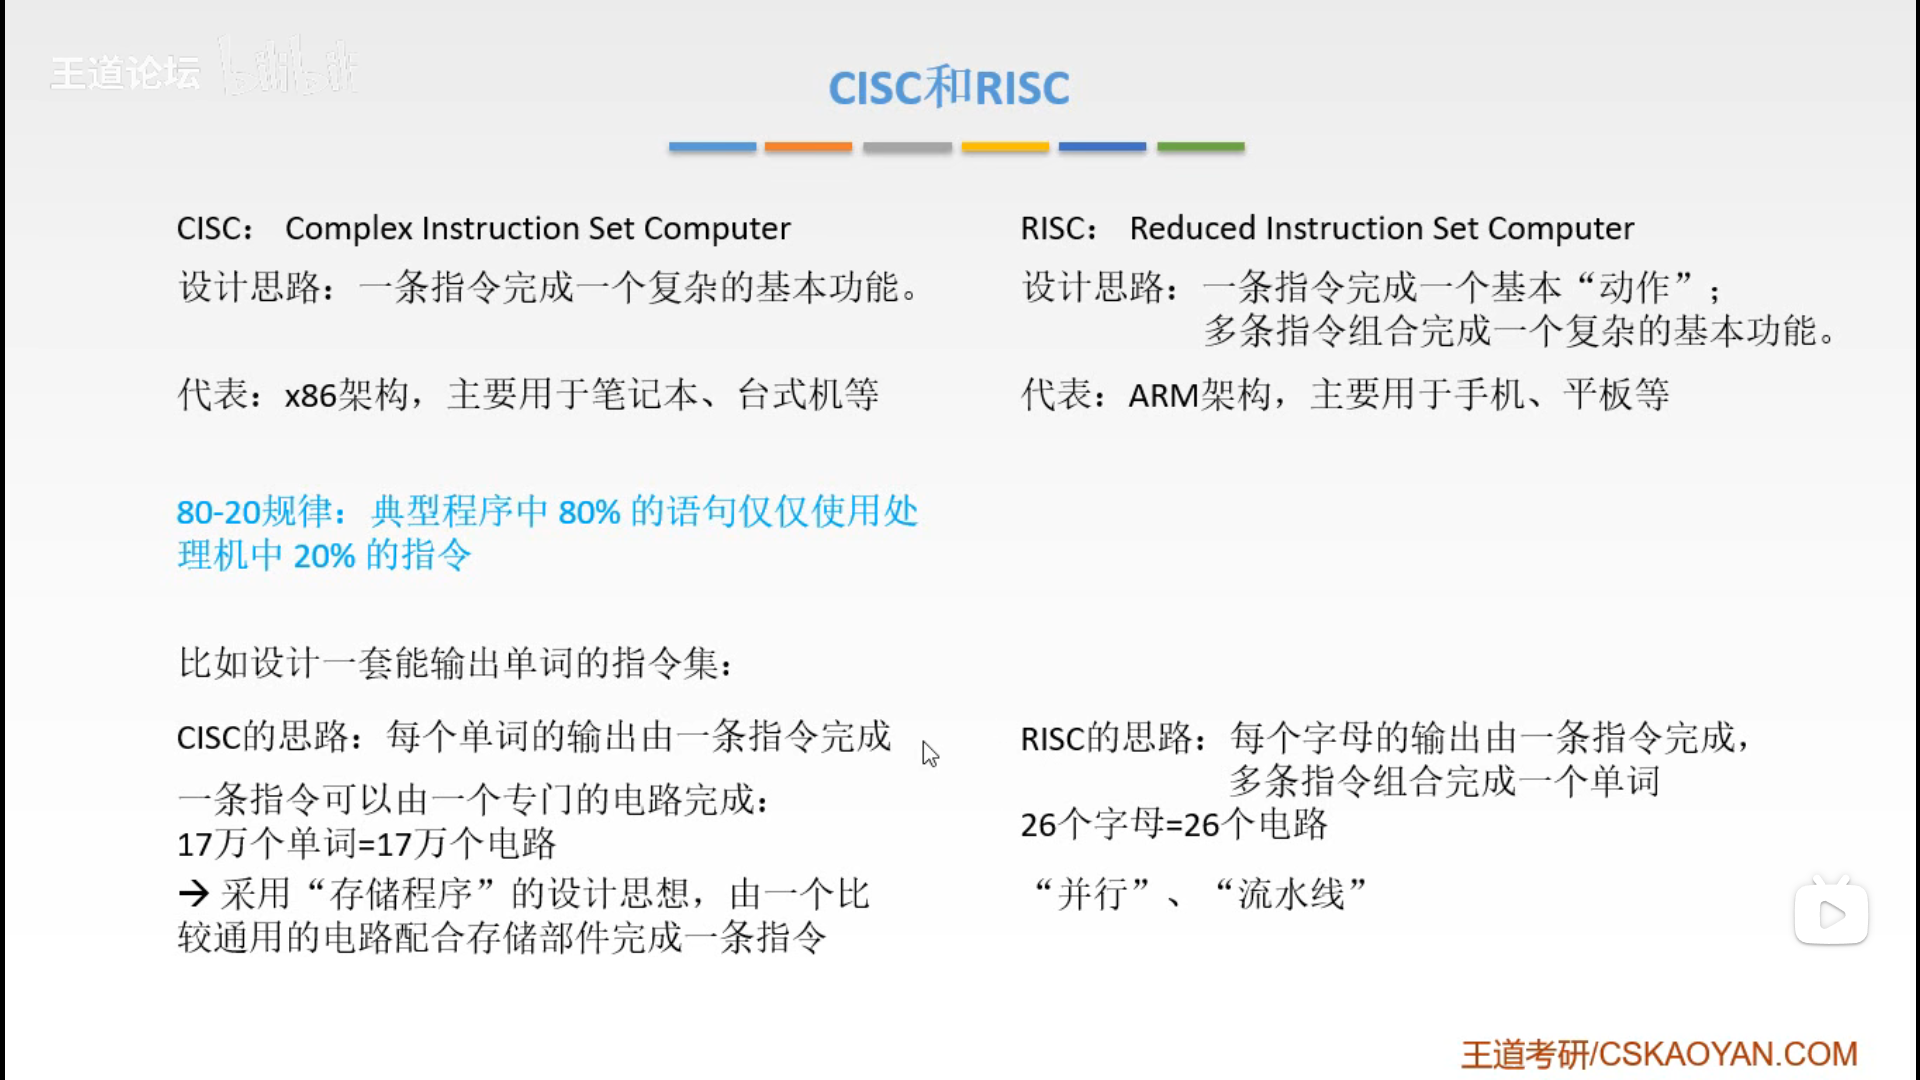 王道论坛 bilibili
CISC和RISC
CISC： Complex Instruction Set Computer
设计思路：一条指令完成一个复杂的基本功能。
代表：x86架构，主要用于笔记本、台式机等
80-20规律：典型程序中 80% 的语句仅仅使用处
理机中 20% 的指令
比如设计一套能输出单词的指令集：
CISC的思路：每个单词的输出由一条指令完成
一条指令可以由一个专门的电路完成：
17万个单词=17万个电路
→ 采用“存储程序”的设计思想，由一个比
较通用的电路配合存储部件完成一条指令
RISC： Reduced Instruction Set Computer
设计思路：一条指令完成一个基本“动作”；
多条指令组合完成一个复杂的基本功能。
代表：ARM架构，主要用于手机、平板等
RISC的思路：每个字母的输出由一条指令完成，
多条指令组合完成一个单词
26个字母=26个电路
“并行”、“流水线”
王道考研/CSKAOYAN.COM